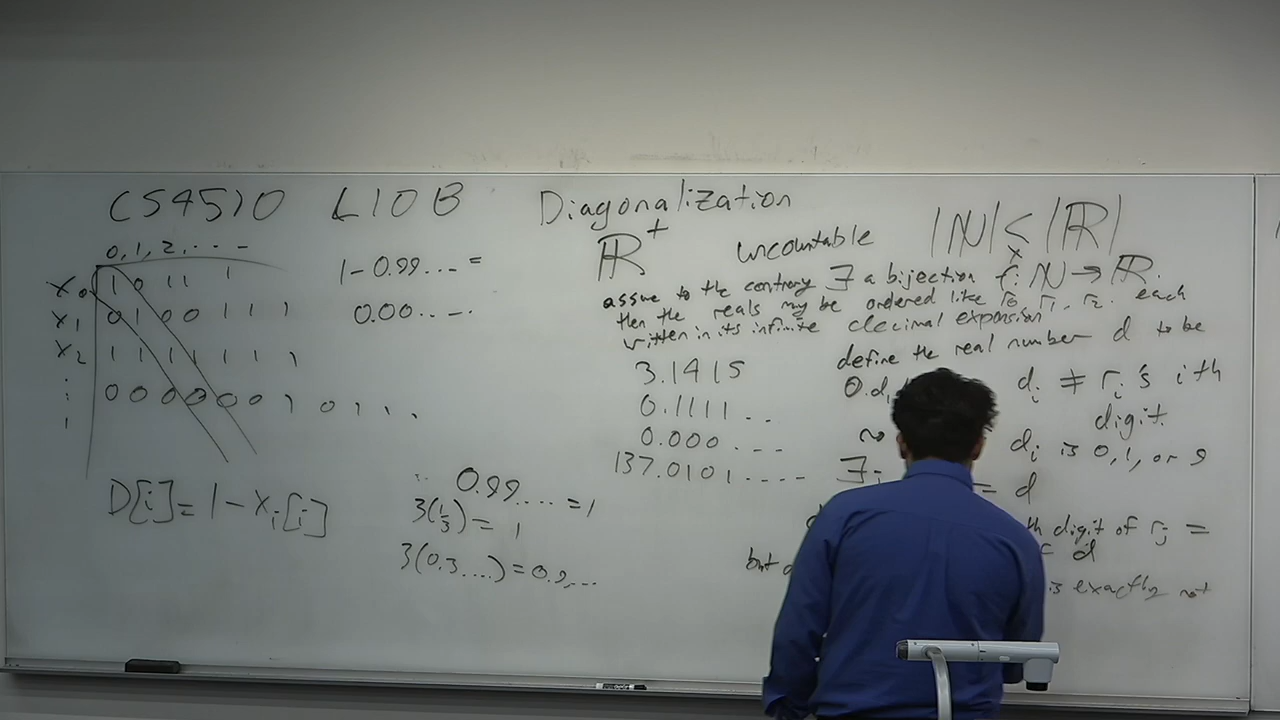 CS4510 L10B Diagonalization
0,1,2,...
x0 1 0 1 1 1
x1 0 1 0 0 1 1 1
x2 1 1 1 1 1 1 1
0 0 0 0 0 0 1 0 1 1 . .
D[i] = 1 - xi[i]
1 - 0.99... =
0.00....
0.99.... = 1
3(1/3) = 1
3(0.3....) = 0.9....
ℝ+ uncountable |ℕ| < |ℝ|
assume to the contrary ∃ a bijection f: ℕ → ℝ.
then the reals may be ordered like r0, r1, r2. each
written in its infinite decimal expansion
3.1415
0.1111...
0.000....
137.0101....
define the real number d to be
0.d di ≠ ri's ith
digit.
di is 0, 1, or 9
= d
digit of rj =
d
but
is exactly not